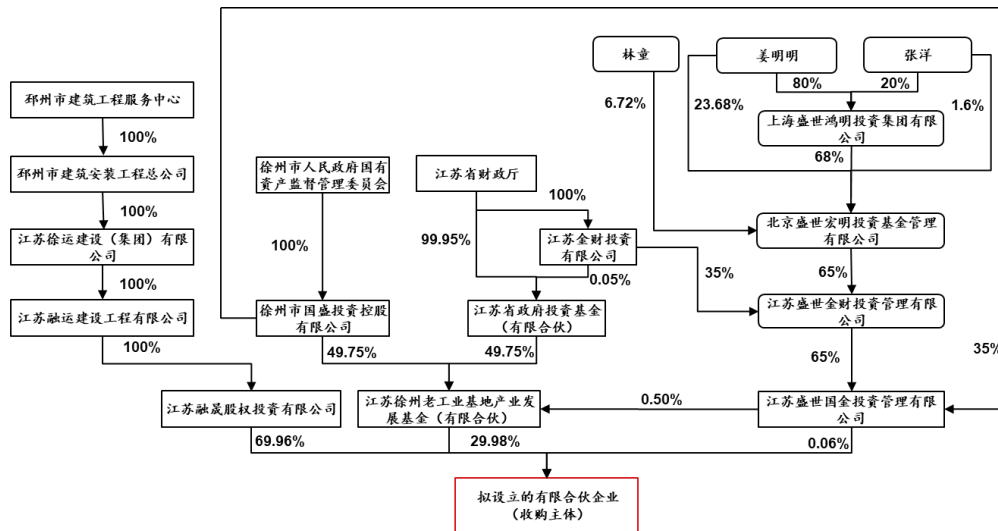 林童
姜明明
张洋
80%
20%
6.72%
23.68%
1.6%
邳州市建筑工程服务中心
上海盛世鸿明投资集团有限
公司
100%
68%
邳州市建筑安装工程总公司
徐州市人民政府国有
资产监督管理委员会
江苏省财政厅
100%
100%
江苏徐运建设（集团）有限
公司
100%
99.95%
江苏金财投资
有限公司
北京盛世宏明投资基金管理
有限公司
100%
0.05%
35%
65%
江苏融运建设工程有限公司
徐州市国盛投资控股
有限公司
江苏省政府投资基金
（有限合伙）
江苏盛世金财投资管理有限
公司
100%
49.75%
49.75%
65%
35%
江苏融晟股权投资有限公司
江苏徐州老工业基地产业发
展基金（有限合伙）
0.50%
江苏盛世国金投资管理有限
公司
69.96%
29.98%
0.06%
拟设立的有限合伙企业
（收购主体）